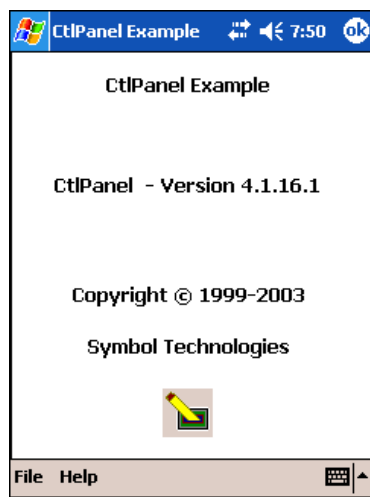 CtlPanel Example 7:50 ok
CtlPanel Example
CtlPanel - Version 4.1.16.1
Copyright © 1999-2003
Symbol Technologies
File Help